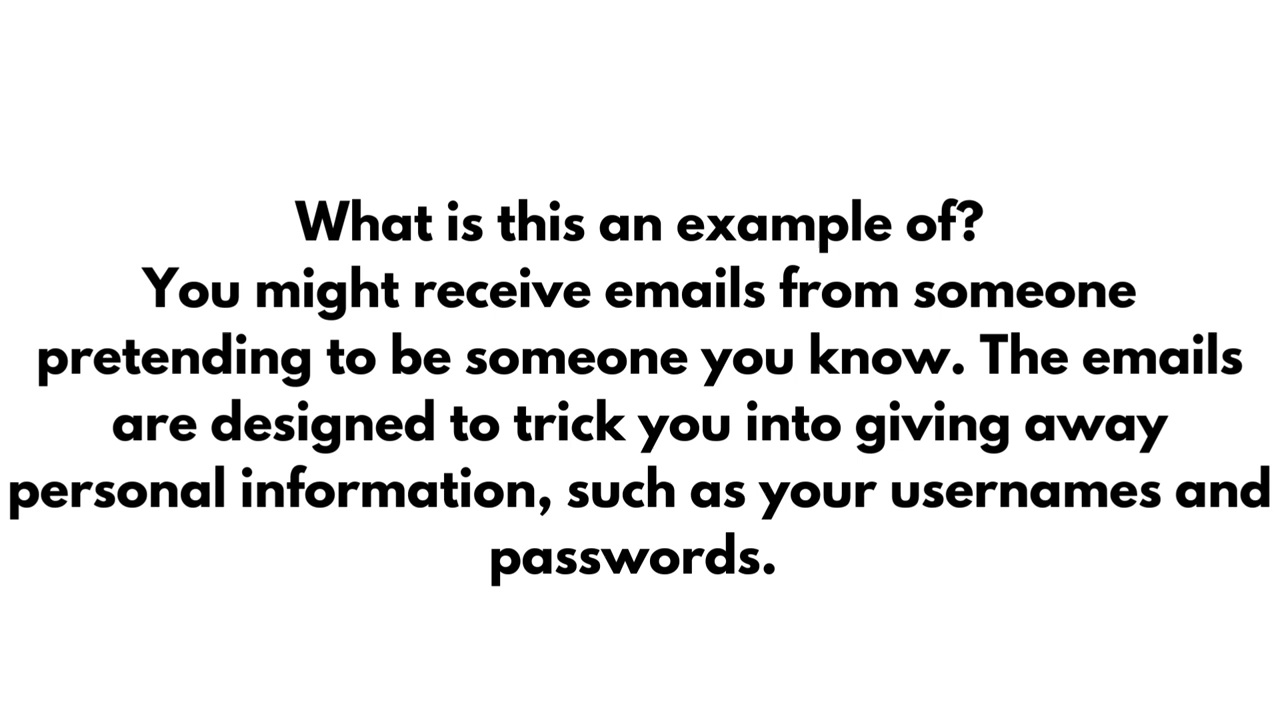 What is this an example of?
You might receive emails from someone
pretending to be someone you know. The emails
are designed to trick you into giving away
personal information, such as your usernames and
passwords.